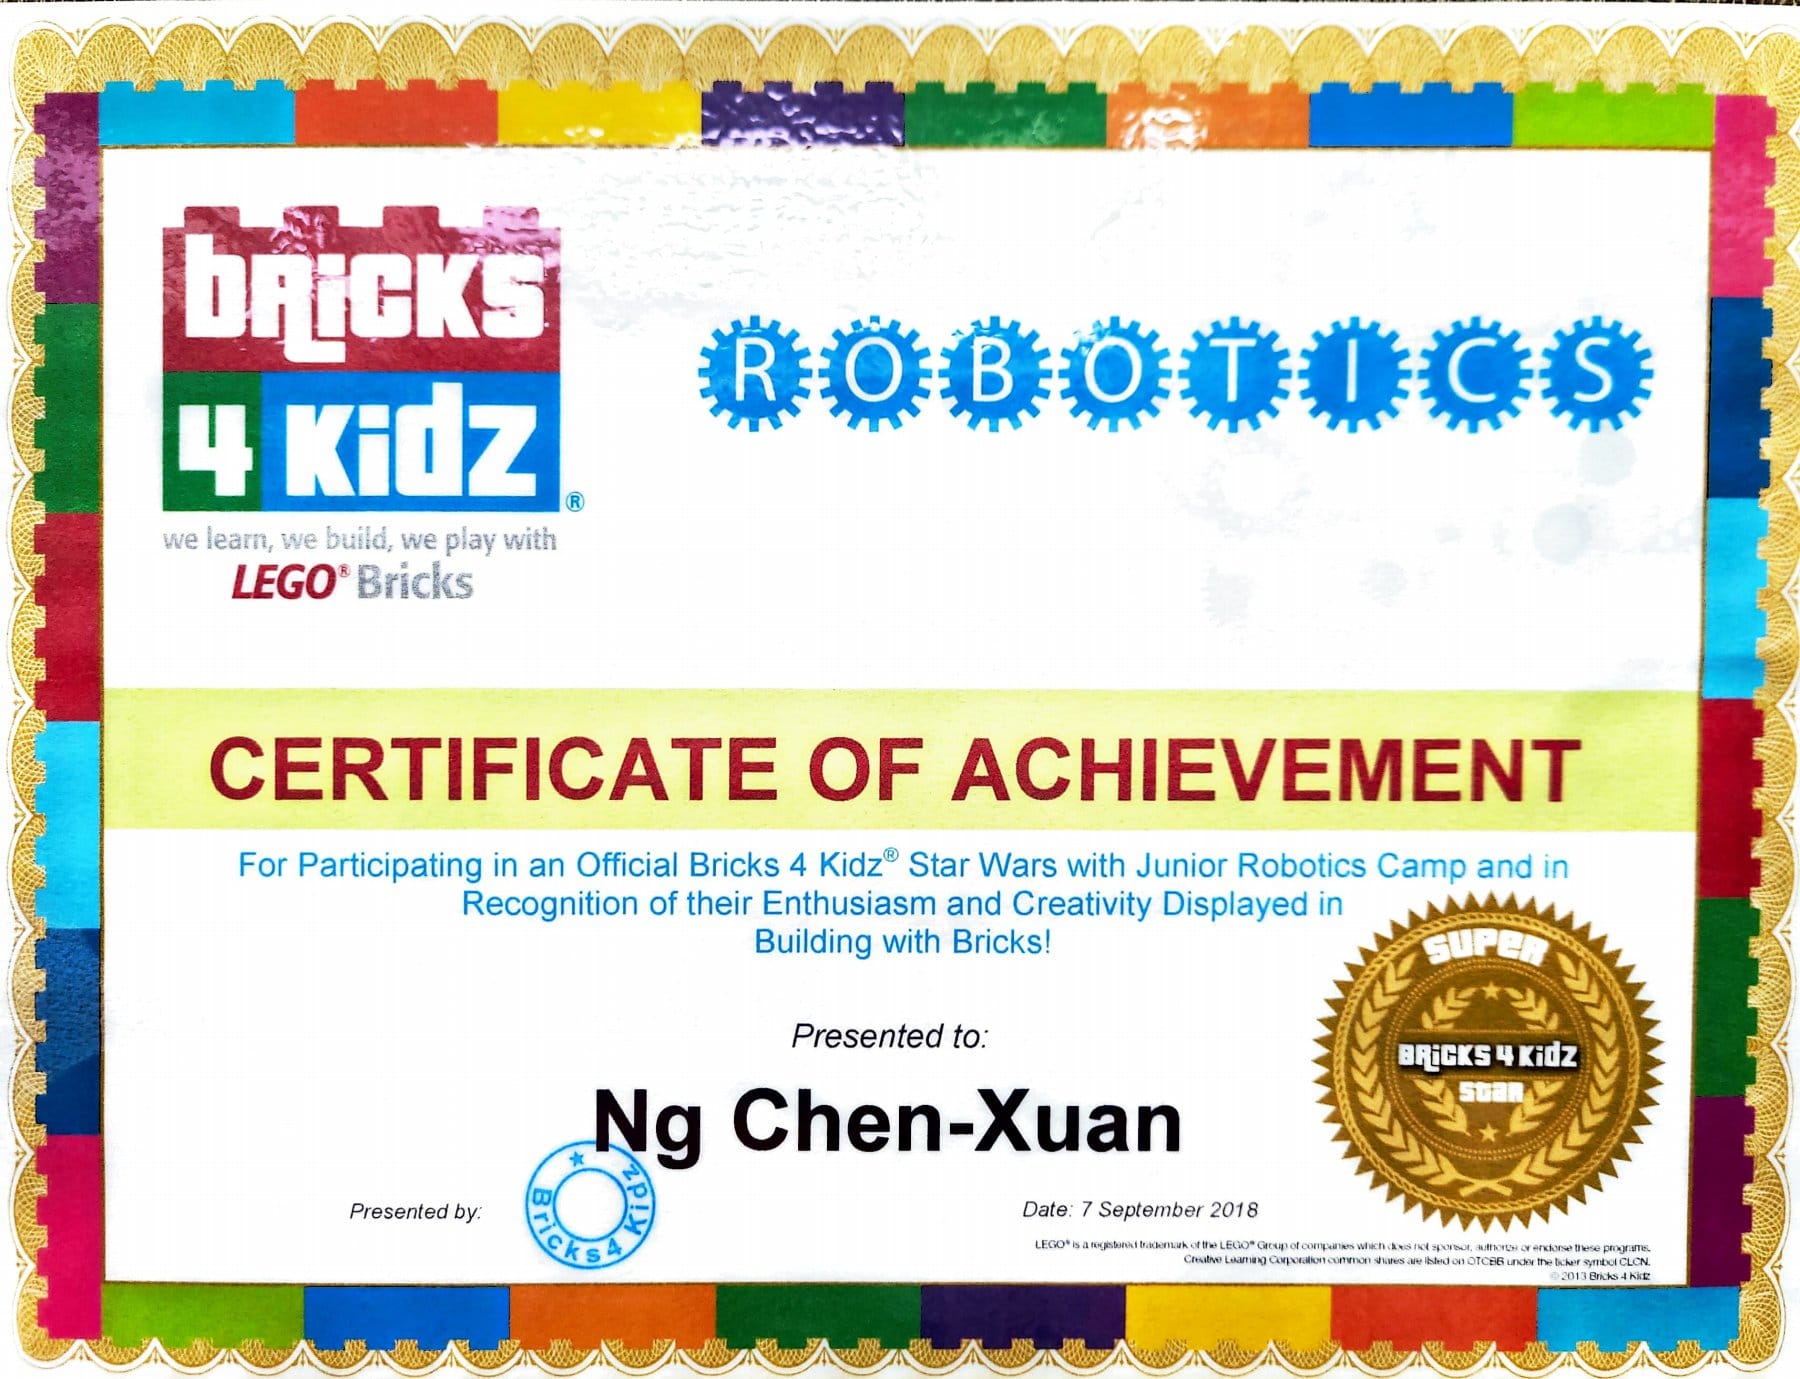 BRiCKS
4 KidZ®
we learn, we build, we play with
LEGO® Bricks
ROBOTICS
CERTIFICATE OF ACHIEVEMENT
For Participating in an Official Bricks 4 Kidz® Star Wars with Junior Robotics Camp and in
Recognition of their Enthusiasm and Creativity Displayed in
Building with Bricks!
SUPER
BRiCKS 4 KidZ
STAR
Presented to:
Ng Chen-Xuan
Presented by:
Bricks 4 Kidz
Date: 7 September 2018
LEGO® is a registered trademark of the LEGO® Group of companies which does not sponsor, authorize or endorse these programs.
Creative Learning Corporation common shares are listed on OTCBB under the ticker symbol CLCN.
© 2013 Bricks 4 Kidz